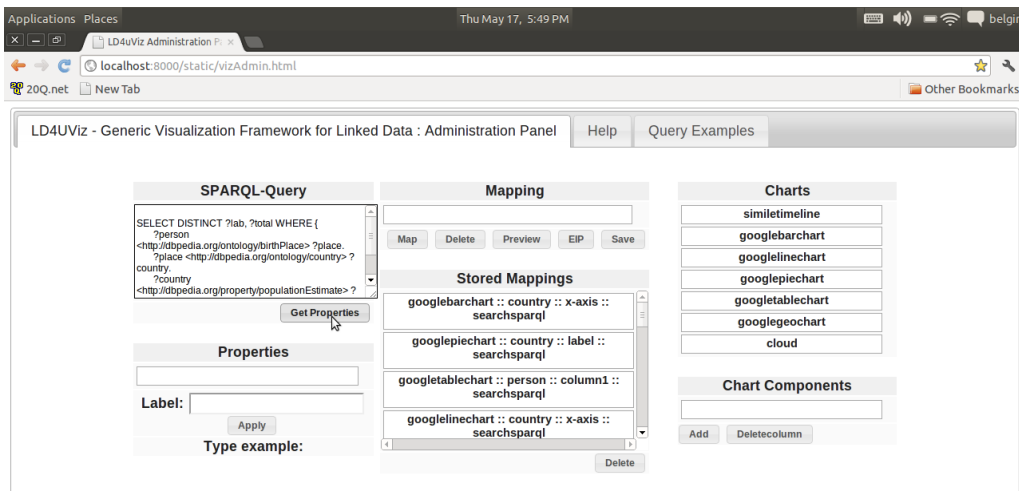 Applications Places
Thu May 17, 5:49 PM
belgin
LD4uViz Administration Pa
localhost:8000/static/vizAdmin.html
20Q.net
New Tab
Other Bookmarks
LD4UViz - Generic Visualization Framework for Linked Data : Administration Panel
Help
Query Examples
SPARQL-Query
SELECT DISTINCT ?lab, ?total WHERE {
?person
<http://dbpedia.org/ontology/birthPlace> ?place.
?place <http://dbpedia.org/ontology/country> ?
country.
?country
<http://dbpedia.org/property/populationEstimate> ?
Get Properties
Properties
Label:
Apply
Type example:
Mapping
Map
Delete
Preview
EIP
Save
Stored Mappings
googlebarchart :: country :: x-axis ::
searchsparql
googlepiechart :: country :: label ::
searchsparql
googletablechart :: person :: column1 ::
searchsparql
googlelinechart :: country :: x-axis ::
searchsparql
Delete
Charts
similetimeline
googlebarchart
googlelinechart
googlepiechart
googletablechart
googlegeochart
cloud
Chart Components
Add
Deletecolumn